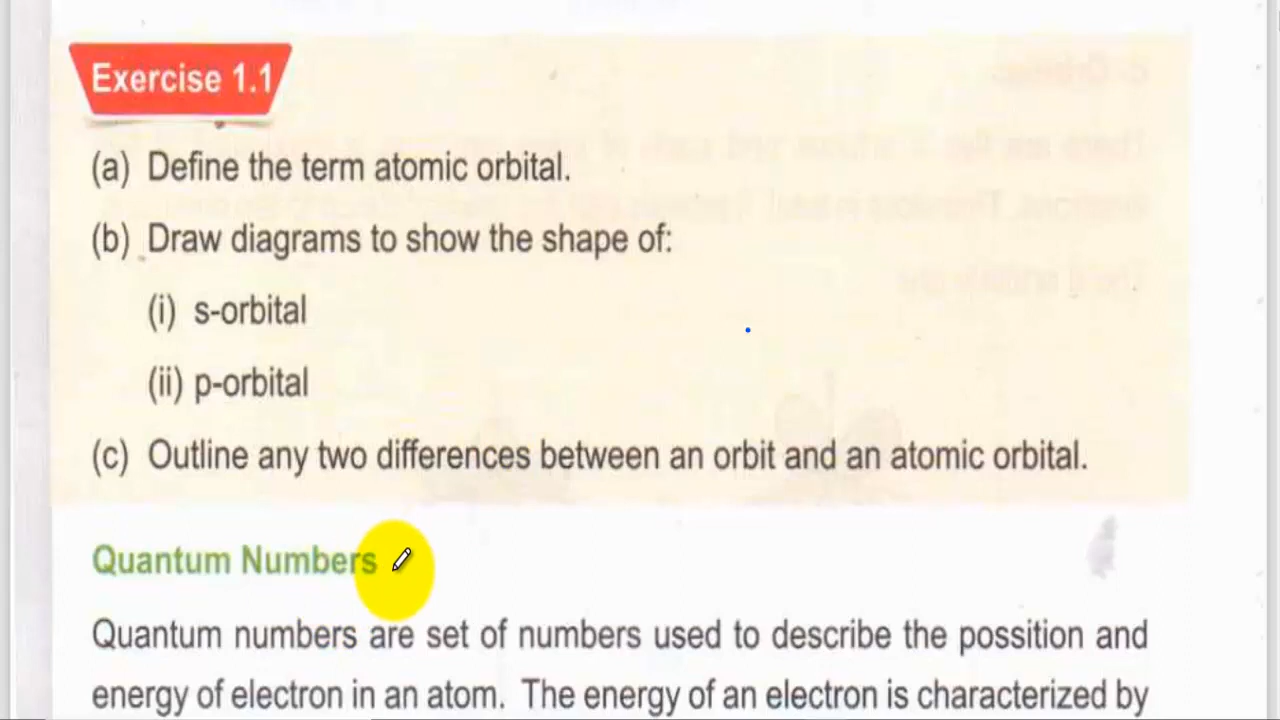 Exercise 1.1
(a) Define the term atomic orbital.
(b) Draw diagrams to show the shape of:
(i) s-orbital
(ii) p-orbital
(c) Outline any two differences between an orbit and an atomic orbital.
Quantum Numbers
Quantum numbers are set of numbers used to describe the possition and
energy of electron in an atom. The energy of an electron is characterized by